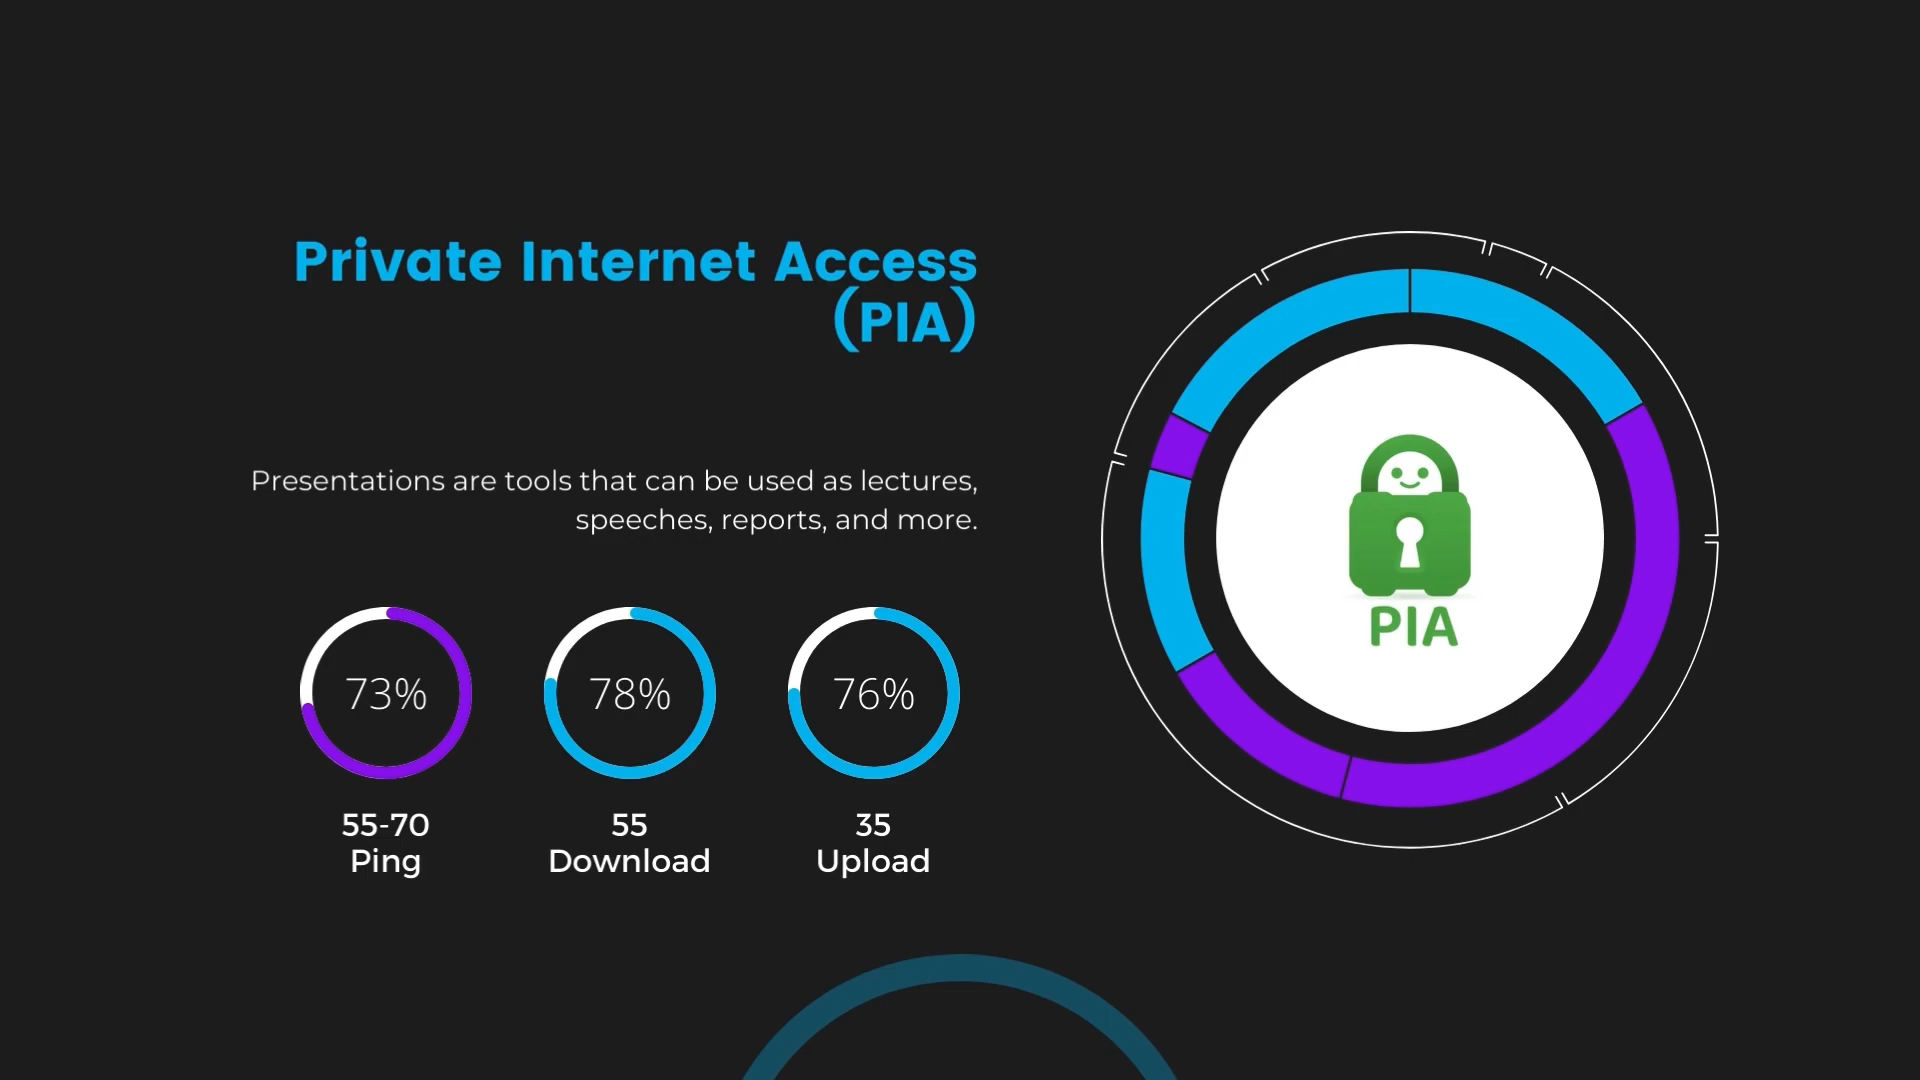 Private Internet Access
(PIA)
Presentations are tools that can be used as lectures,
speeches, reports, and more.
73%
78%
76%
55-70
Ping
55
Download
35
Upload
PIA